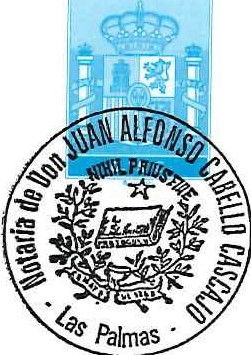 Notaría de Don JUAN ALFONSO CABELLO CASCAJO
NIHIL PRIUS FIDE
- Las Palmas -